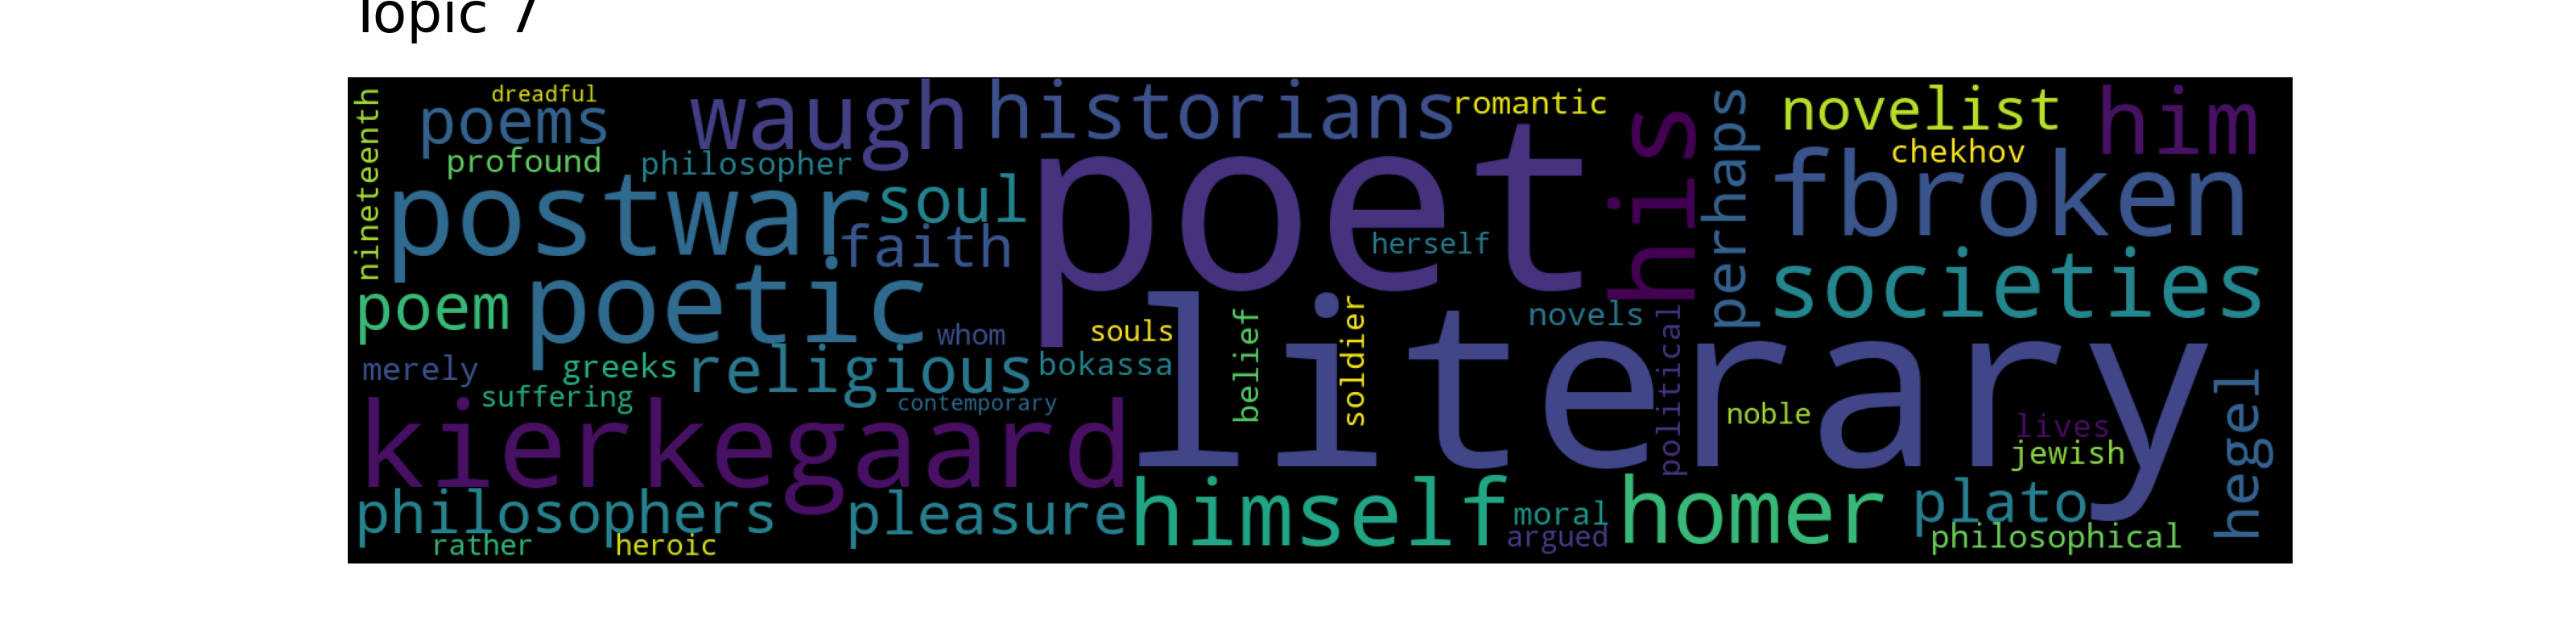 Topic 7
nineteenth
dreadful
poems
profound
waugh
philosopher
historians
romantic
his
perhaps
novelist
him
chekhov
fbroken
postwar
soul
faith
poet
herself
societies
poem
poetic
whom
souls
belief
soldier
novels
political
literary
merely
greeks
suffering
religious
bokassa
contemporary
noble
lives
jewish
hegel
kierkegaard
philosophers
pleasure
himself
moral
argued
homer
plato
philosophical
rather
heroic